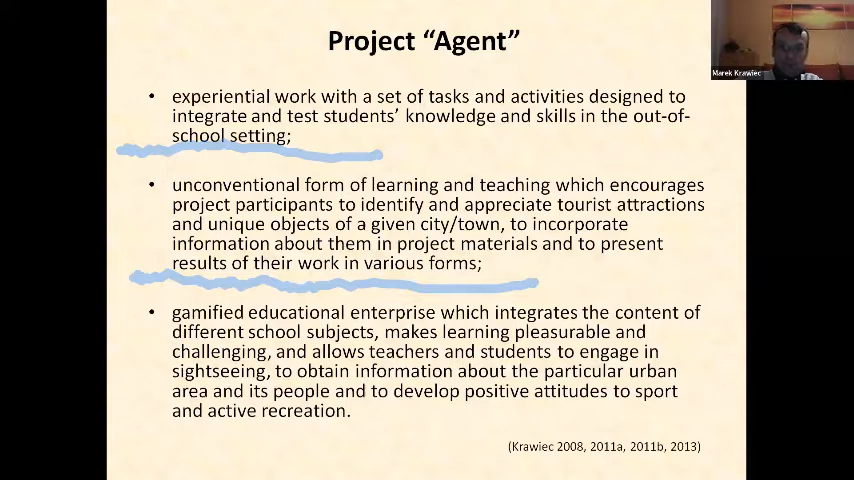 Project “Agent”
Marek Krawiec
• experiential work with a set of tasks and activities designed to
integrate and test students’ knowledge and skills in the out-of-
school setting;
• unconventional form of learning and teaching which encourages
project participants to identify and appreciate tourist attractions
and unique objects of a given city/town, to incorporate
information about them in project materials and to present
results of their work in various forms;
• gamified educational enterprise which integrates the content of
different school subjects, makes learning pleasurable and
challenging, and allows teachers and students to engage in
sightseeing, to obtain information about the particular urban
area and its people and to develop positive attitudes to sport
and active recreation.
(Krawiec 2008, 2011a, 2011b, 2013)